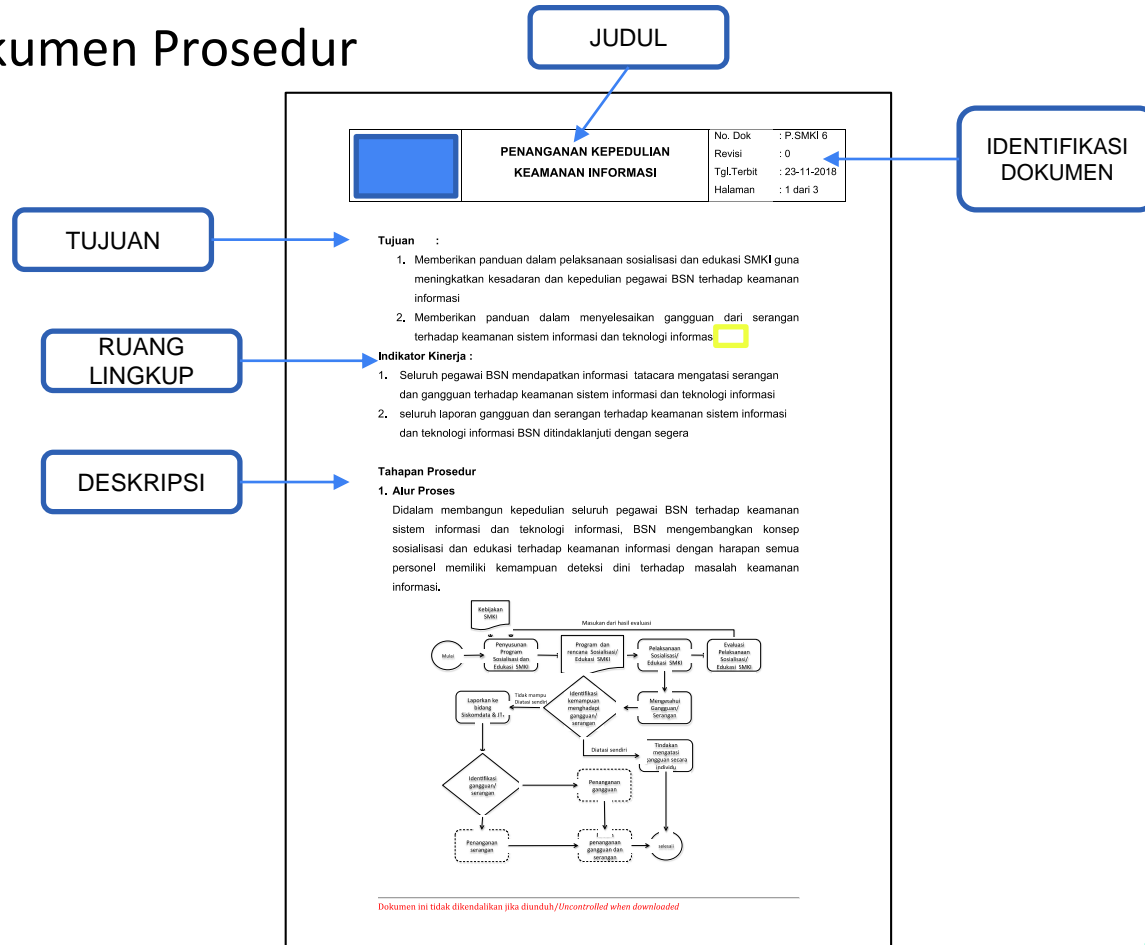 kumen Prosedur
JUDUL
IDENTIFIKASI
DOKUMEN
TUJUAN
RUANG
LINGKUP
DESKRIPSI
PENANGANAN KEPEDULIAN
KEAMANAN INFORMASI
No. Dok : P.SMKI 6
Revisi : 0
Tgl.Terbit : 23-11-2018
Halaman : 1 dari 3
Tujuan :
1. Memberikan panduan dalam pelaksanaan sosialisasi dan edukasi SMKI guna
meningkatkan kesadaran dan kepedulian pegawai BSN terhadap keamanan
informasi
2. Memberikan panduan dalam menyelesaikan gangguan dari serangan
terhadap keamanan sistem informasi dan teknologi informas
Indikator Kinerja :
1. Seluruh pegawai BSN mendapatkan informasi tatacara mengatasi serangan
dan gangguan terhadap keamanan sistem informasi dan teknologi informasi
2. seluruh laporan gangguan dan serangan terhadap keamanan sistem informasi
dan teknologi informasi BSN ditindaklanjuti dengan segera
Tahapan Prosedur
1. Alur Proses
Didalam membangun kepedulian seluruh pegawai BSN terhadap keamanan
sistem informasi dan teknologi informasi, BSN mengembangkan konsep
sosialisasi dan edukasi terhadap keamanan informasi dengan harapan semua
personel memiliki kemampuan deteksi dini terhadap masalah keamanan
informasi.
Kebijakan
SMKI
Masukan dari hasil evaluasi
Mulai
Penyusunan
Program
Sosialisasi dan
Edukasi SMKI
Program dan
rencana Sosialisasi/
Edukasi SMKI
Pelaksanaan
Sosialisasi/
Edukasi SMKI
Evaluasi
Pelaksanaan
Sosialisasi/
Edukasi SMKI
Laporkan ke
bidang
Siskomdata & IT
Tidak mampu
Diatasi sendiri
Identifikasi
kemampuan
menghadapi
gangguan/
serangan
Mengetahui
Gangguan/
Serangan
Diatasi sendiri
Tindakan
mengatasi
gangguan secara
individu
Identifikasi
gangguan/
serangan
Penanganan
gangguan
Penanganan
serangan
penanganan
gangguan dan
serangan
selesai
Dokumen ini tidak dikendalikan jika diunduh/Uncontrolled when downloaded